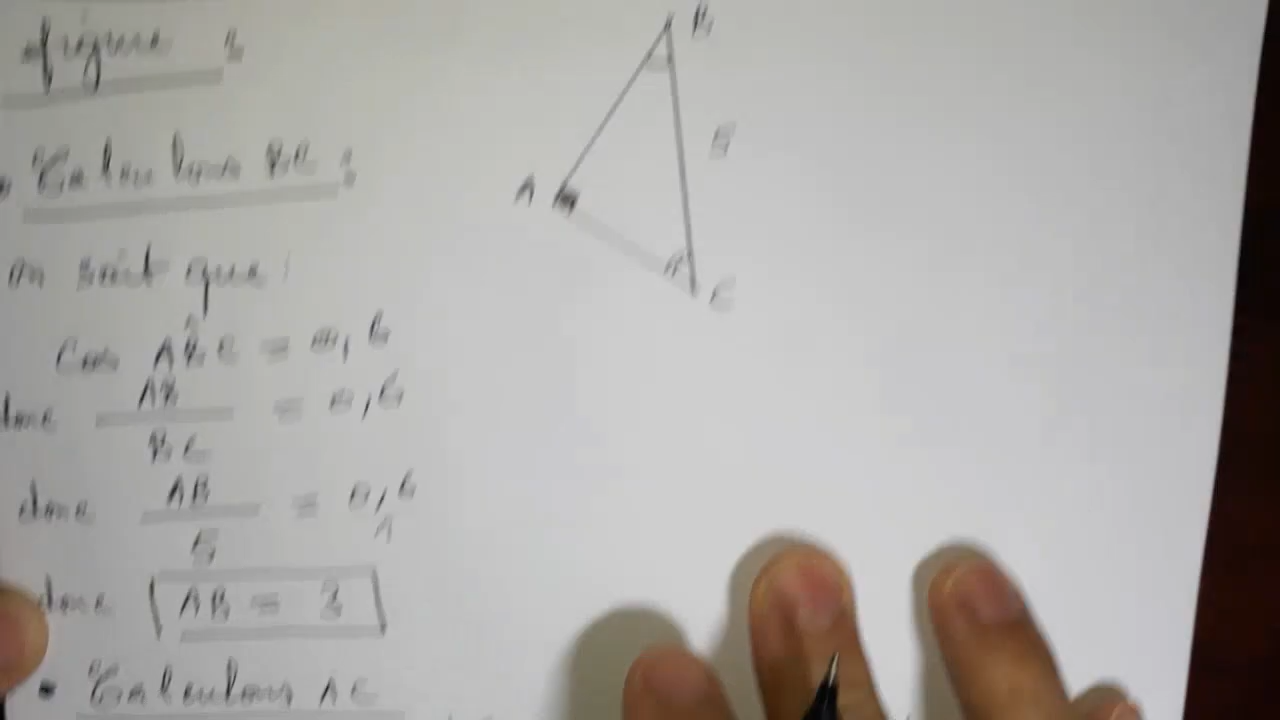 figure :
• Calculons BC :
on sait que :
Cos ABC = 0,6
donc AB / BC = 0,6
donc AB / 5 = 0,6
donc AB = 3
• Calculons AC
B
5
A
C